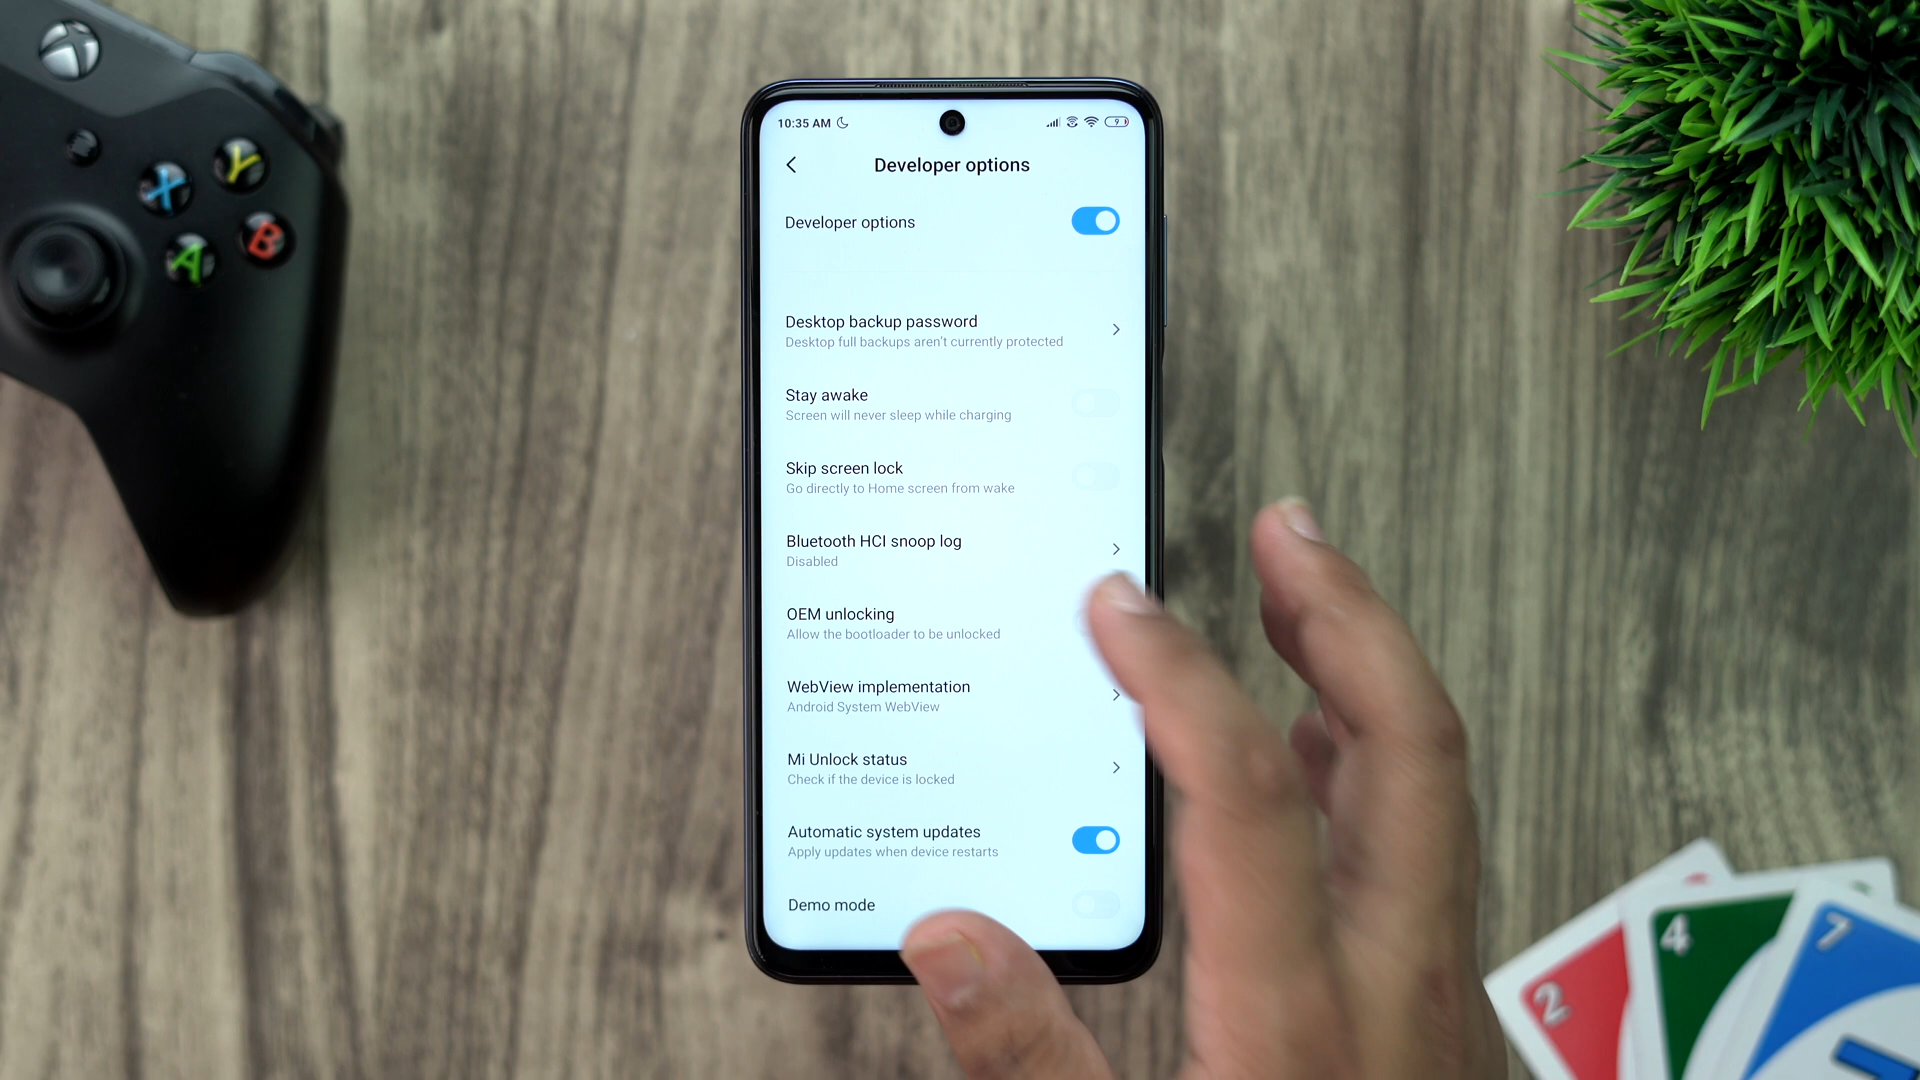 10:35 AM
9
Developer options
Developer options
Desktop backup password
Desktop full backups aren't currently protected
Stay awake
Screen will never sleep while charging
Skip screen lock
Go directly to Home screen from wake
Bluetooth HCI snoop log
Disabled
OEM unlocking
Allow the bootloader to be unlocked
WebView implementation
Android System WebView
Mi Unlock status
Check if the device is locked
Automatic system updates
Apply updates when device restarts
Demo mode
Y
X
B
A
2
4
7